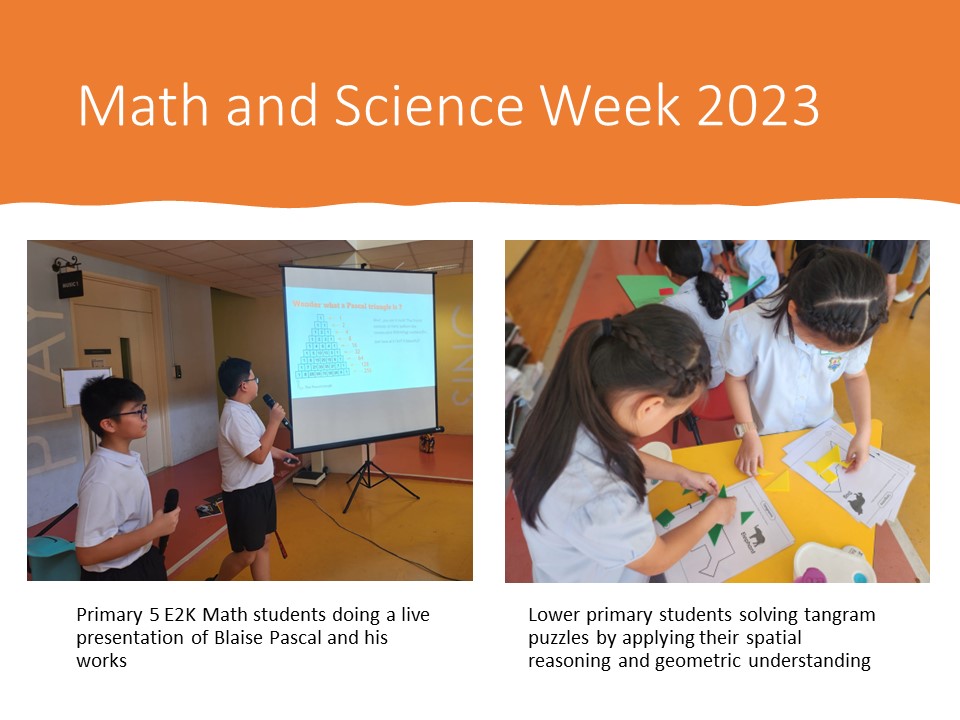 Math and Science Week 2023
PLAY
Wonder what a Pascal triangle is ?
SING
Elephant
Primary 5 E2K Math students doing a live
presentation of Blaise Pascal and his
works
Lower primary students solving tangram
puzzles by applying their spatial
reasoning and geometric understanding